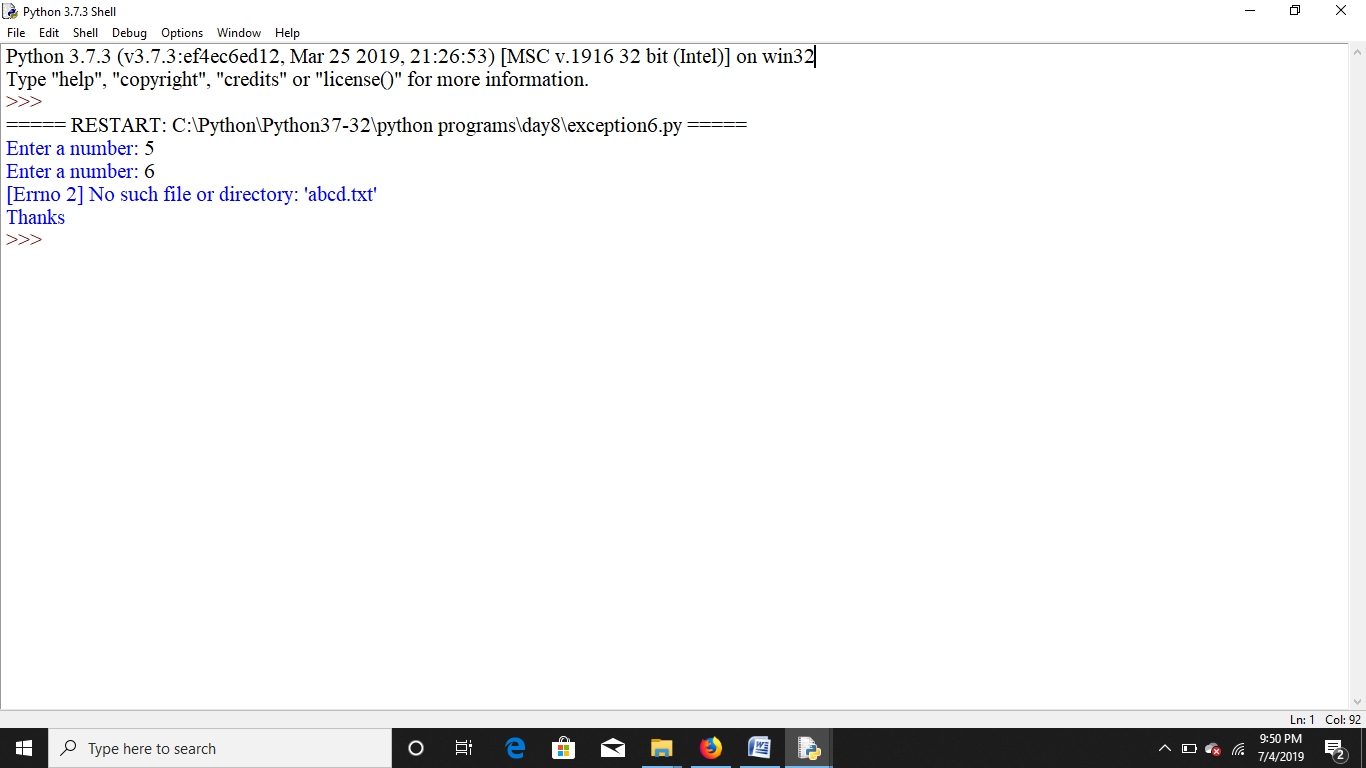 Python 3.7.3 Shell
File Edit Shell Debug Options Window Help
Python 3.7.3 (v3.7.3:ef4ec6ed12, Mar 25 2019, 21:26:53) [MSC v.1916 32 bit (Intel)] on win32
Type "help", "copyright", "credits" or "license()" for more information.
>>>
===== RESTART: C:\Python\Python37-32\python programs\day8\exception6.py =====
Enter a number: 5
Enter a number: 6
[Errno 2] No such file or directory: 'abcd.txt'
Thanks
>>>
Ln: 1 Col: 92
Type here to search
9:50 PM
7/4/2019
2